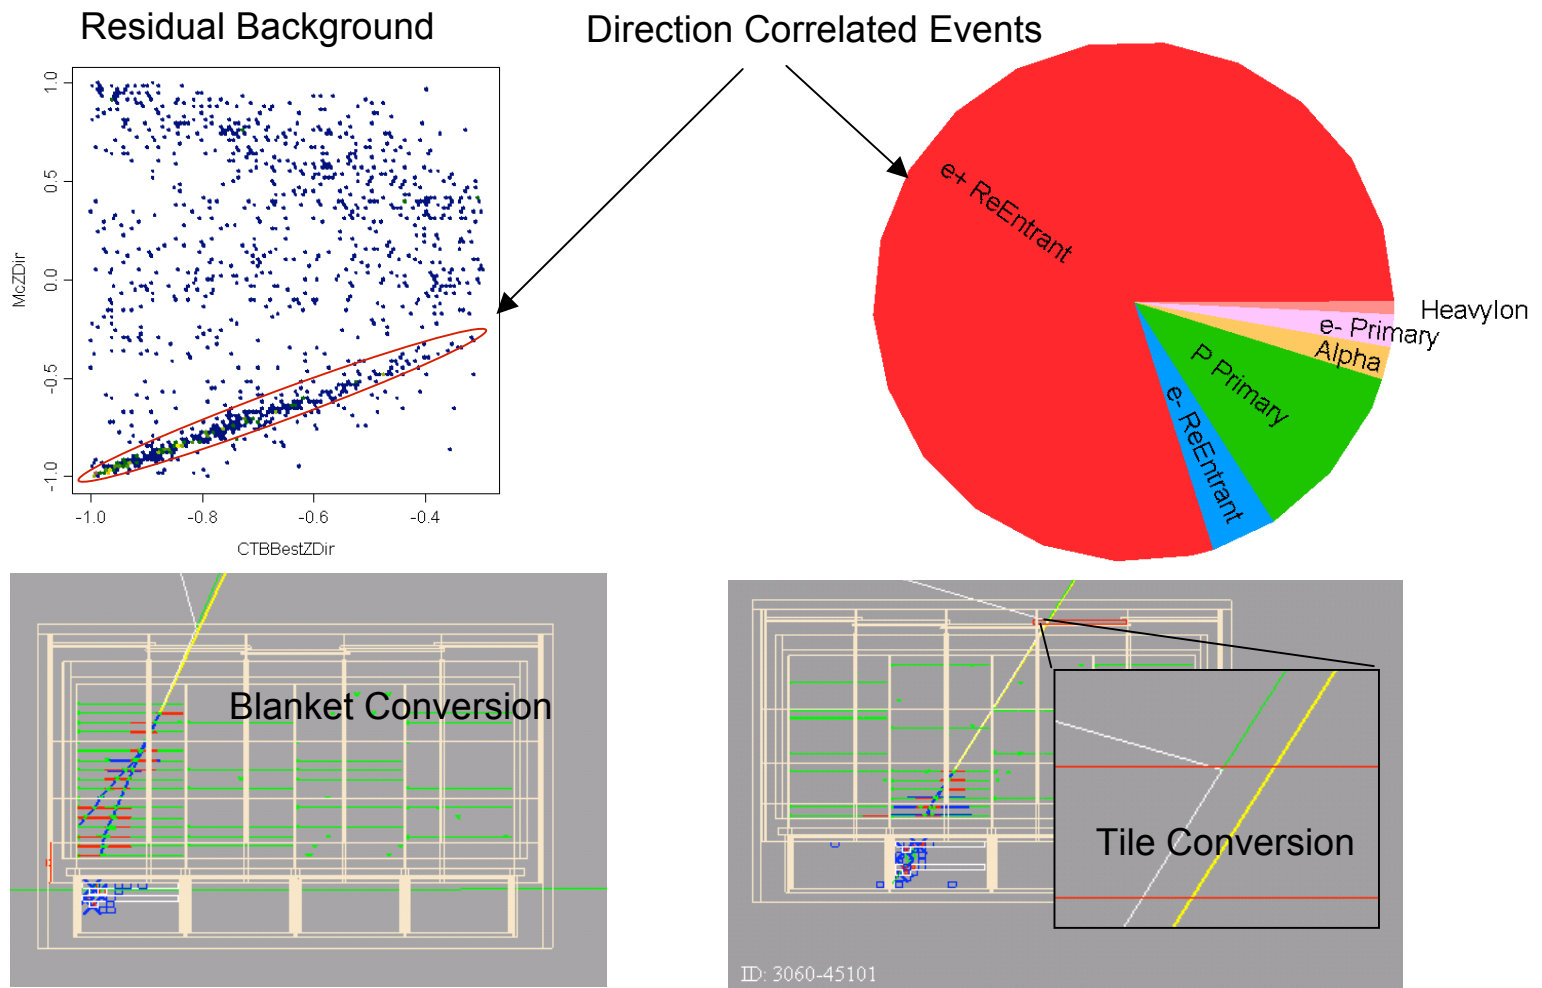 Residual Background
Direction Correlated Events
1.0
0.5
0.0
-0.5
-1.0
McZDir
-1.0 -0.8 -0.6 -0.4
CTBBestZDir
e+ ReEntrant
HeavyIon
e- Primary
Alpha
P Primary
e- ReEntrant
Blanket Conversion
Tile Conversion
ID: 3060-45101